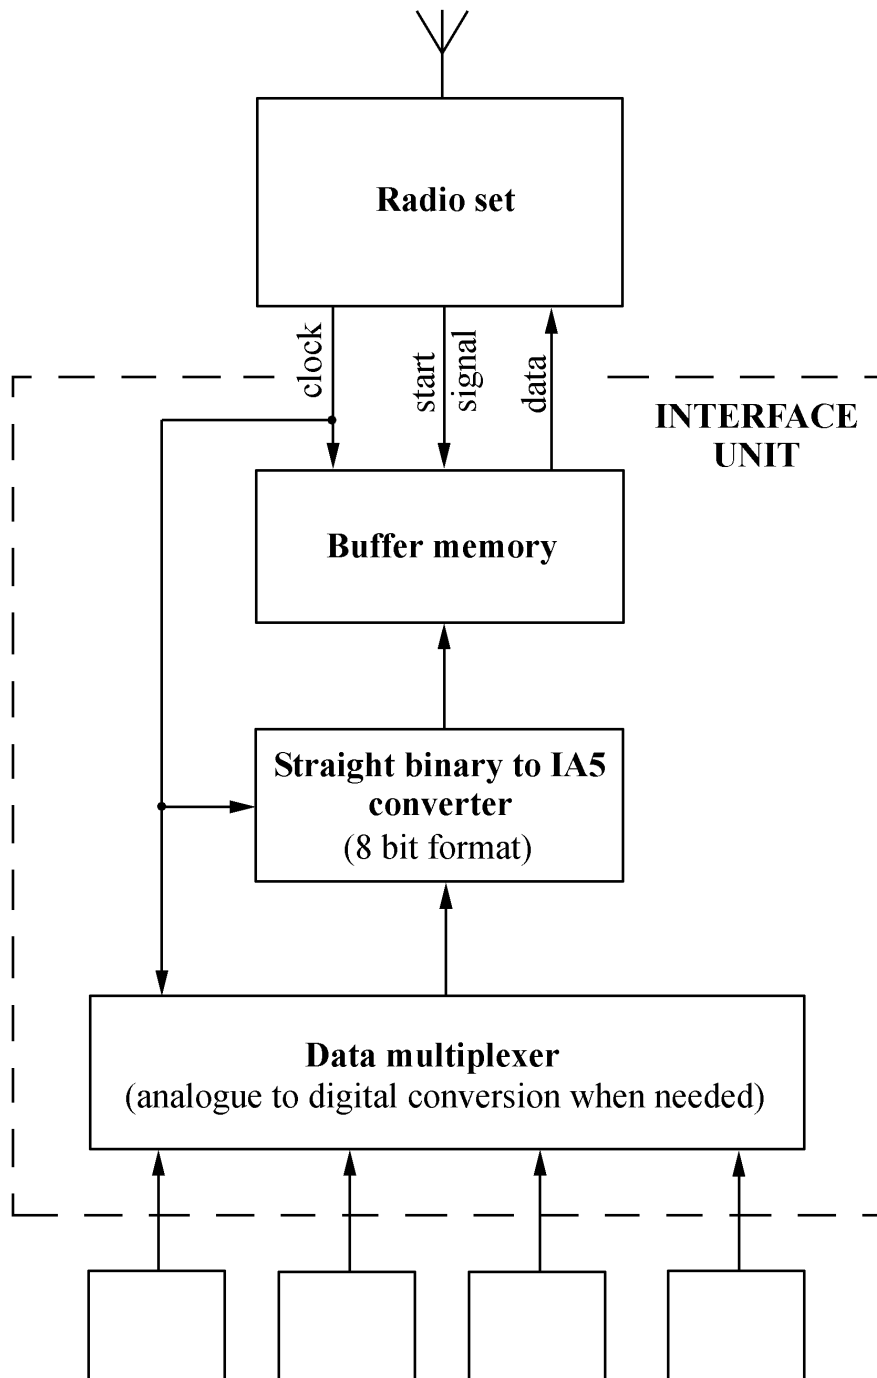 Radio set
clock
start
signal
data
INTERFACE
UNIT
Buffer memory
Straight binary to IA5
converter
(8 bit format)
Data multiplexer
(analogue to digital conversion when needed)